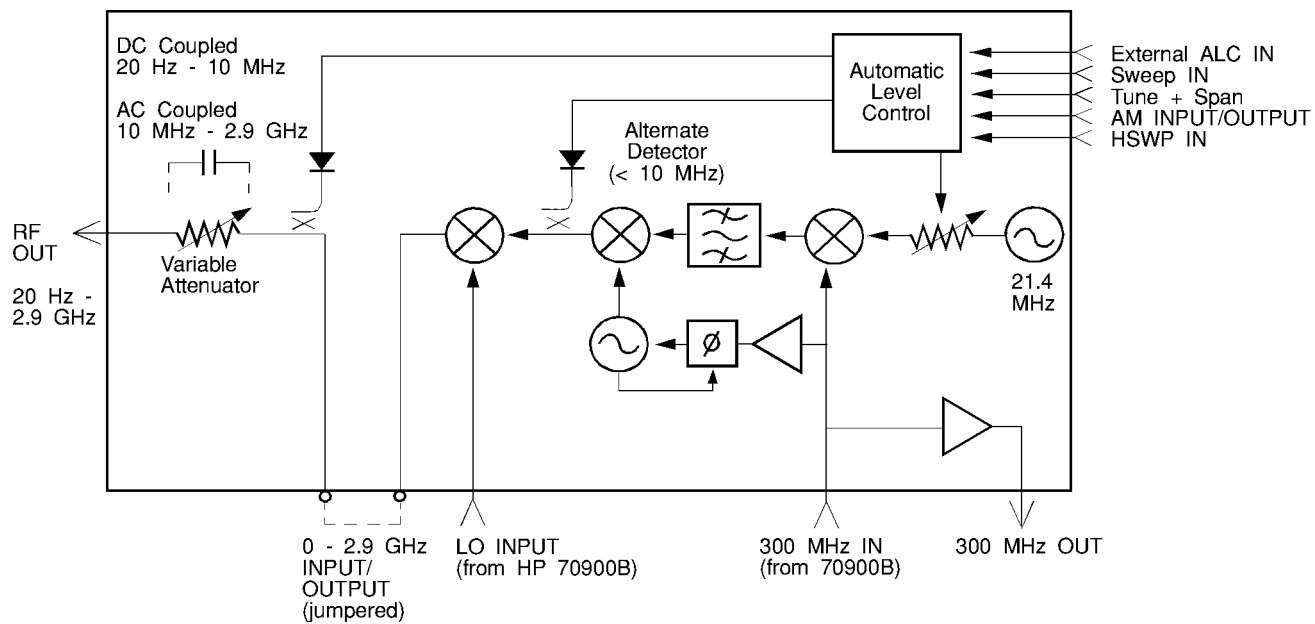 DC Coupled
20 Hz - 10 MHz
AC Coupled
10 MHz - 2.9 GHz
Automatic
Level
Control
External ALC IN
Sweep IN
Tune + Span
AM INPUT/OUTPUT
HSWP IN
Alternate
Detector
(< 10 MHz)
RF
OUT
20 Hz -
2.9 GHz
Variable
Attenuator
21.4
MHz
ø
0 - 2.9 GHz
INPUT/
OUTPUT
(jumpered)
LO INPUT
(from HP 70900B)
300 MHz IN
(from 70900B)
300 MHz OUT